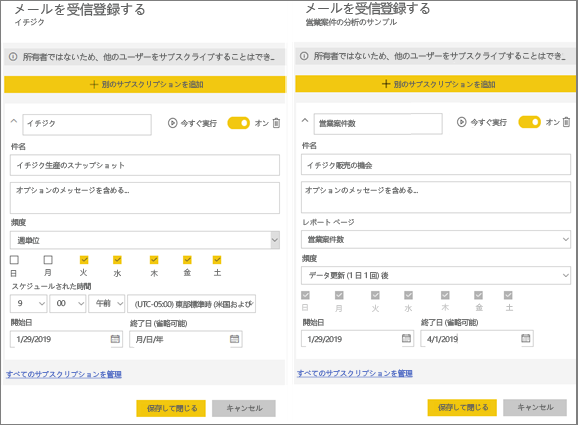 メールを受信登録する
イチジク
所有者ではないため、他のユーザーをサブスクライブすることはでき...
別のサブスクリプションを追加
イチジク
今すぐ実行
オン
件名
イチジク生産のスナップショット
オプションのメッセージを含める...
頻度
週単位
日 月 火 水 木 金 土
スケジュールされた時間
9 00 午前 (UTC-05:00) 東部標準時 (米国および
開始日 終了日 (省略可能)
1/29/2019 月/日/年
すべてのサブスクリプションを管理
保存して閉じる キャンセル
メールを受信登録する
営業案件の分析のサンプル
所有者ではないため、他のユーザーをサブスクライブすることはでき...
別のサブスクリプションを追加
営業案件数
今すぐ実行
オン
件名
イチジク販売の機会
オプションのメッセージを含める...
レポート ページ
営業案件数
頻度
データ更新 (1 日 1 回) 後
日 月 火 水 木 金 土
開始日 終了日 (省略可能)
1/29/2019 4/1/2019
すべてのサブスクリプションを管理
保存して閉じる キャンセル